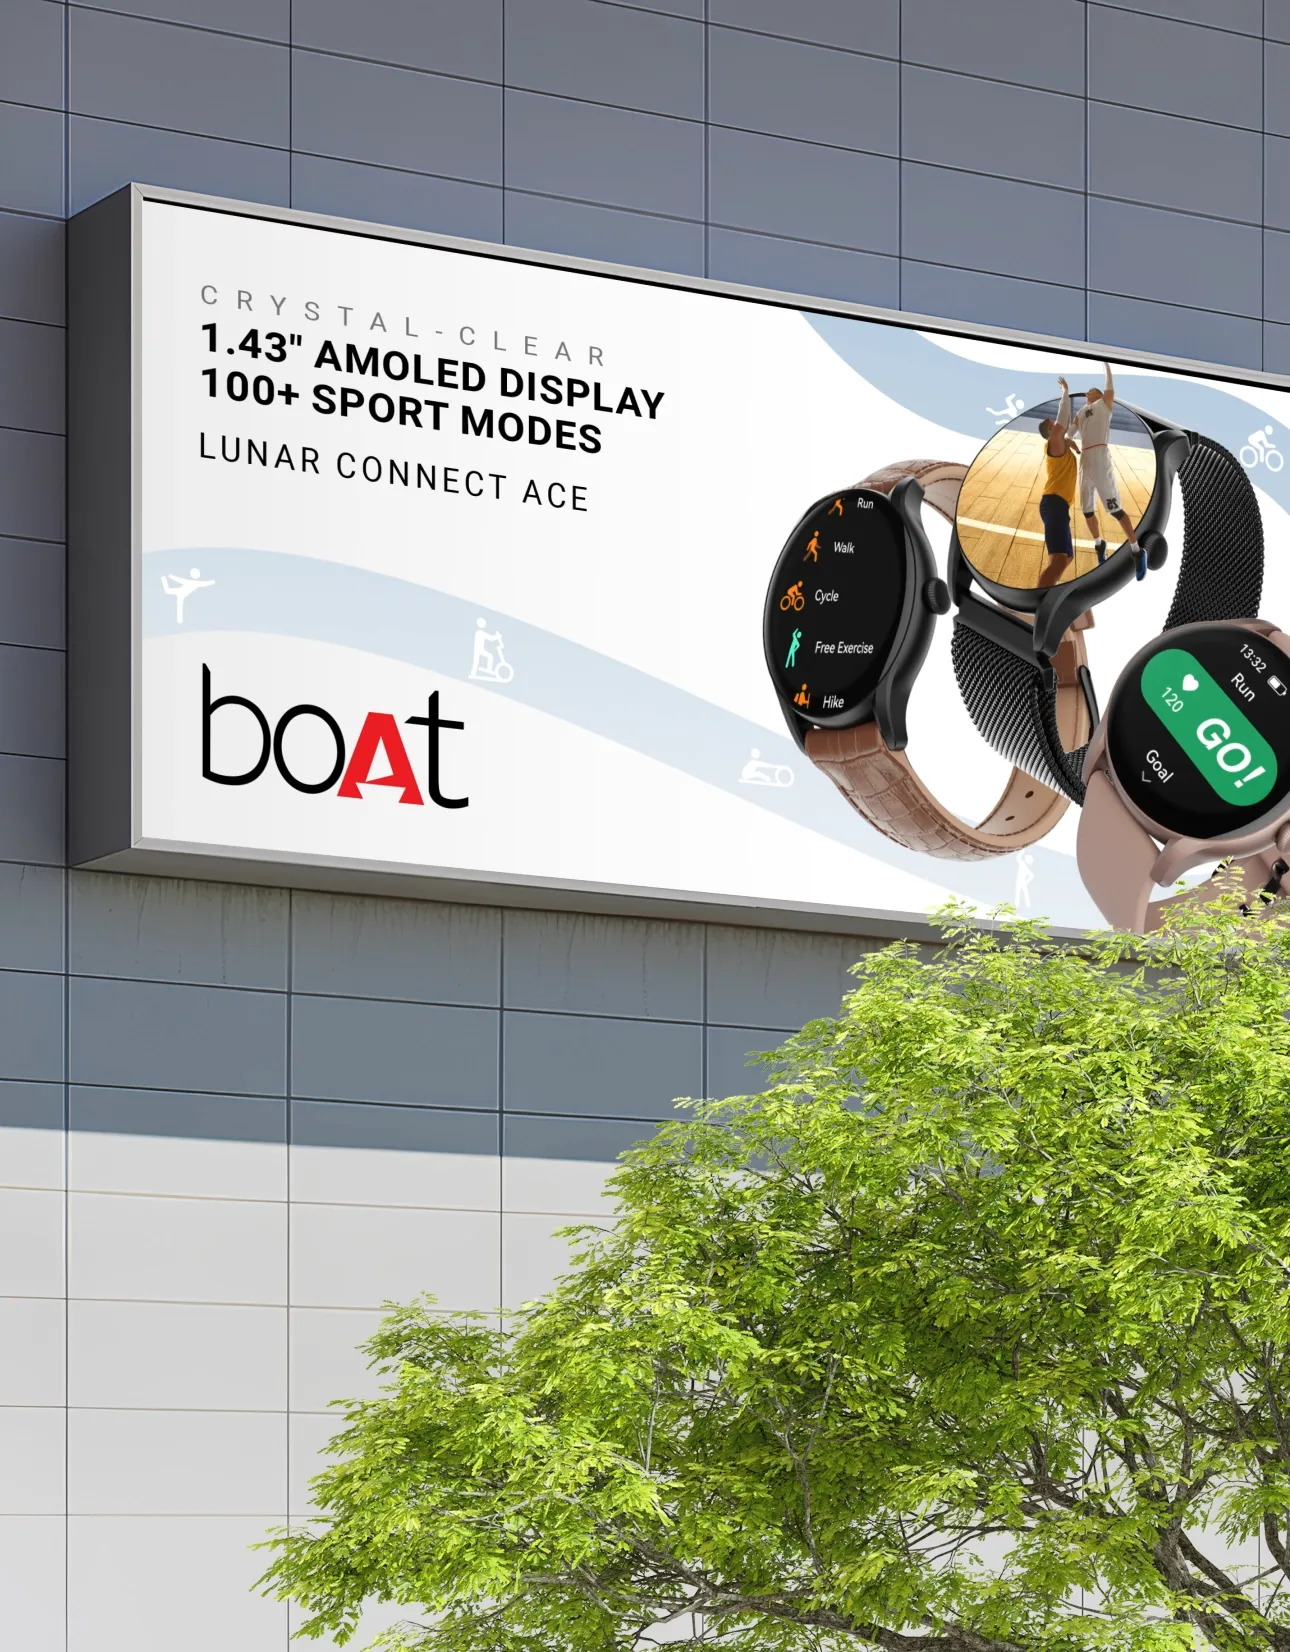 CRYSTAL-CLEAR
1.43" AMOLED DISPLAY
100+ SPORT MODES
LUNAR CONNECT ACE
boAt
Run
Walk
Cycle
Free Exercise
Hike
13:32
Run
120
GO!
Goal